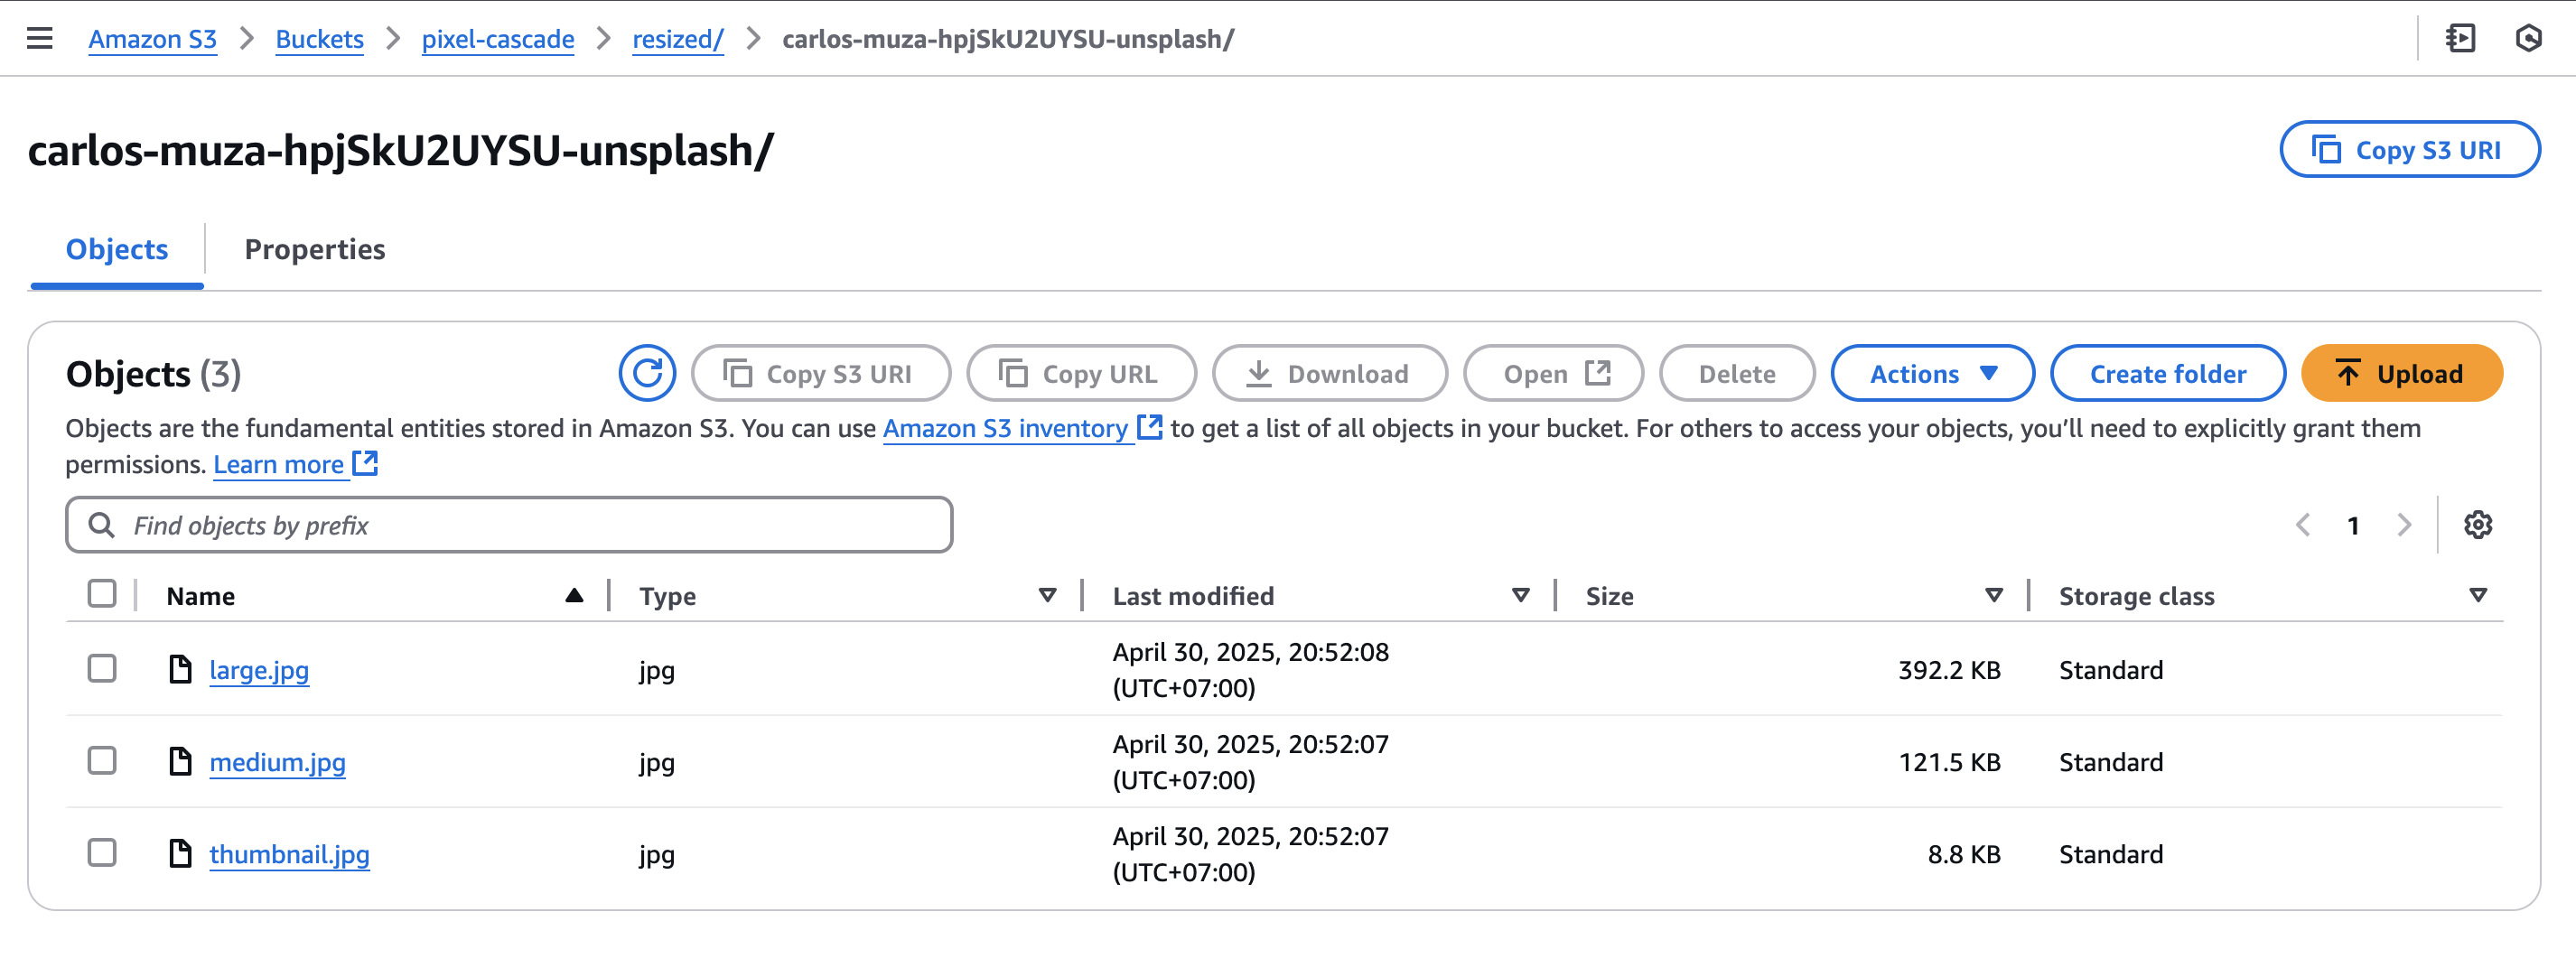 Amazon S3 Buckets pixel-cascade resized/ carlos-muza-hpjSkU2UYSU-unsplash/
carlos-muza-hpjSkU2UYSU-unsplash/
Copy S3 URI
Objects Properties
Objects (3) Copy S3 URI Copy URL Download Open Delete Actions Create folder Upload
Objects are the fundamental entities stored in Amazon S3. You can use Amazon S3 inventory to get a list of all objects in your bucket. For others to access your objects, you’ll need to explicitly grant them
permissions. Learn more
Find objects by prefix 1
Name Type Last modified Size Storage class
large.jpg jpg April 30, 2025, 20:52:08 (UTC+07:00) 392.2 KB Standard
medium.jpg jpg April 30, 2025, 20:52:07 (UTC+07:00) 121.5 KB Standard
thumbnail.jpg jpg April 30, 2025, 20:52:07 (UTC+07:00) 8.8 KB Standard